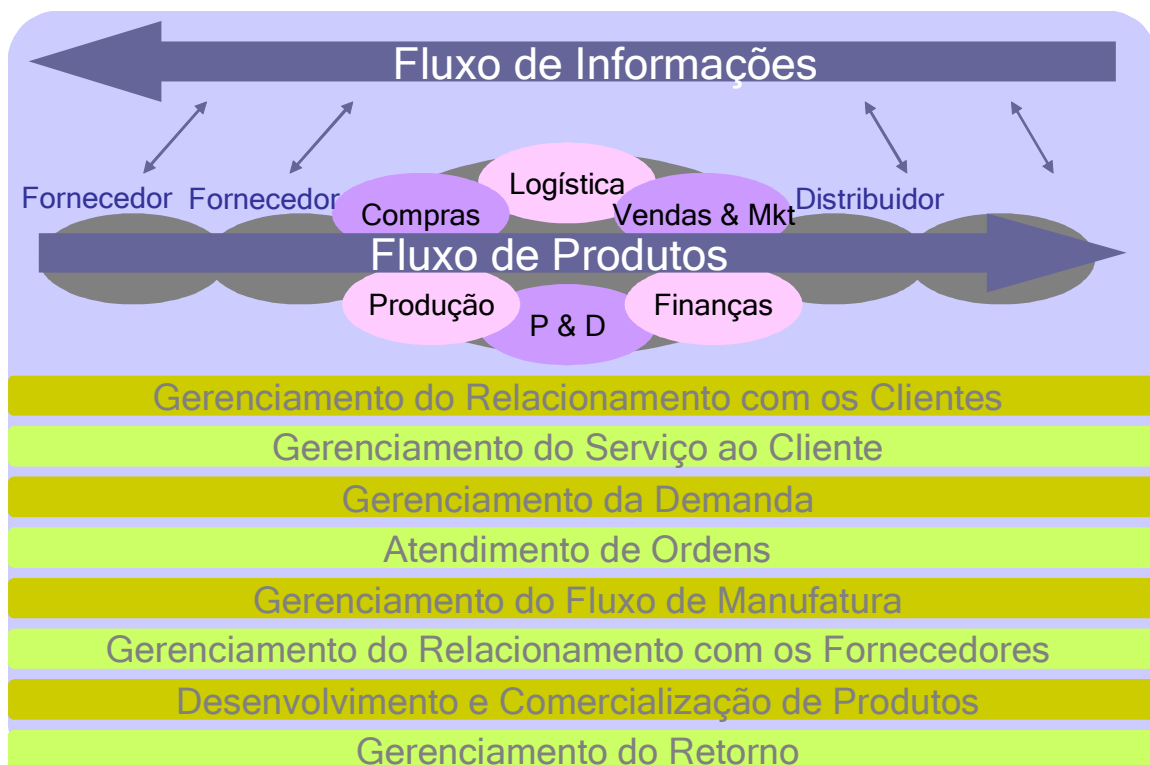 Fluxo de Informações
Fornecedor
Fornecedor
Compras
Logística
Vendas & Mkt
Distribuidor
Fluxo de Produtos
Produção
P & D
Finanças
Gerenciamento do Relacionamento com os Clientes
Gerenciamento do Serviço ao Cliente
Gerenciamento da Demanda
Atendimento de Ordens
Gerenciamento do Fluxo de Manufatura
Gerenciamento do Relacionamento com os Fornecedores
Desenvolvimento e Comercialização de Produtos
Gerenciamento do Retorno